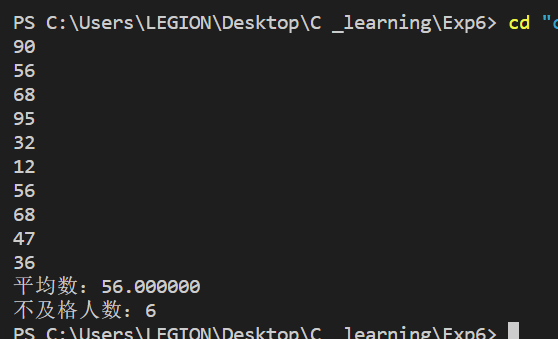 PS C:\Users\LEGION\Desktop\C _learning\Exp6> cd "c
90
56
68
95
32
12
56
68
47
36
平均数：56.000000
不及格人数：6
PS C:\Users\LEGION\Desktop\C _learning\Exp6>